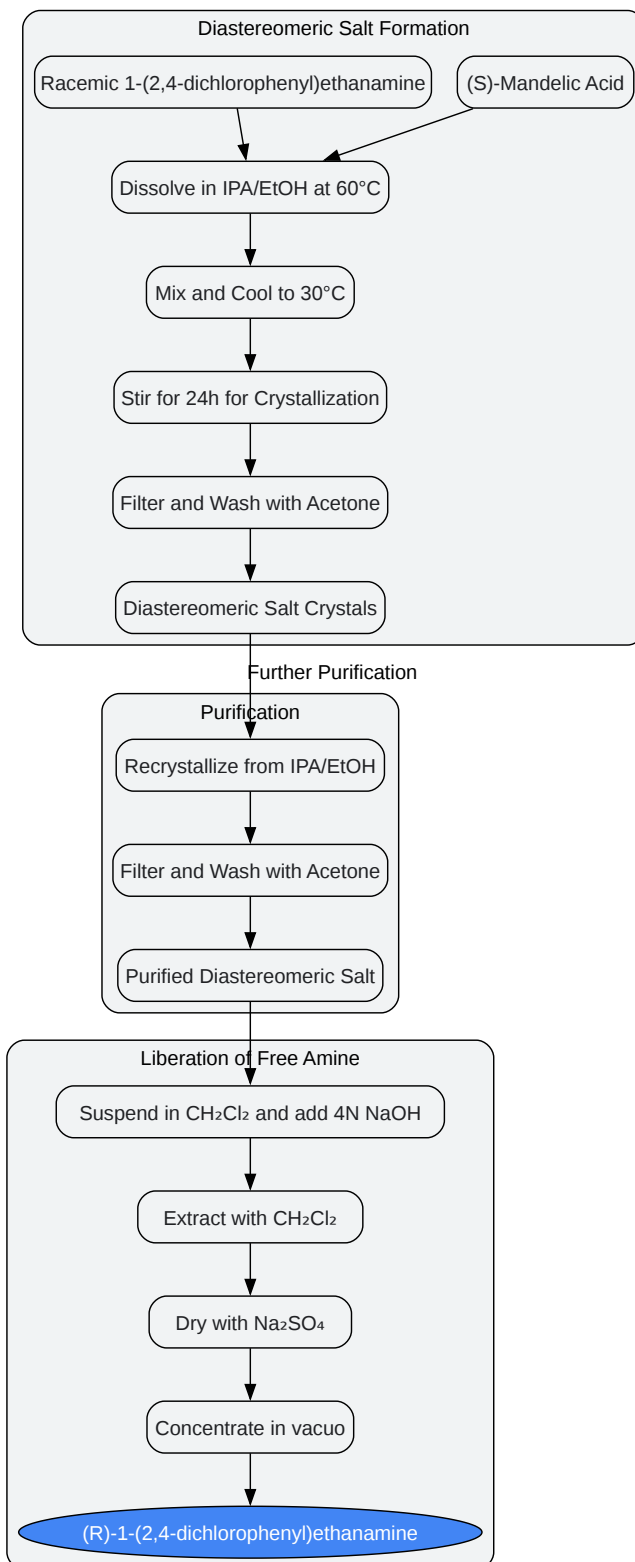 Diastereomeric Salt Formation
Racemic 1-(2,4-dichlorophenyl)ethanamine
(S)-Mandelic Acid
Dissolve in IPA/EtOH at 60°C
Mix and Cool to 30°C
Stir for 24h for Crystallization
Filter and Wash with Acetone
Diastereomeric Salt Crystals
Further Purification
Purification
Recrystallize from IPA/EtOH
Filter and Wash with Acetone
Purified Diastereomeric Salt
Liberation of Free Amine
Suspend in CH₂Cl₂ and add 4N NaOH
Extract with CH₂Cl₂
Dry with Na₂SO₄
Concentrate in vacuo
(R)-1-(2,4-dichlorophenyl)ethanamine